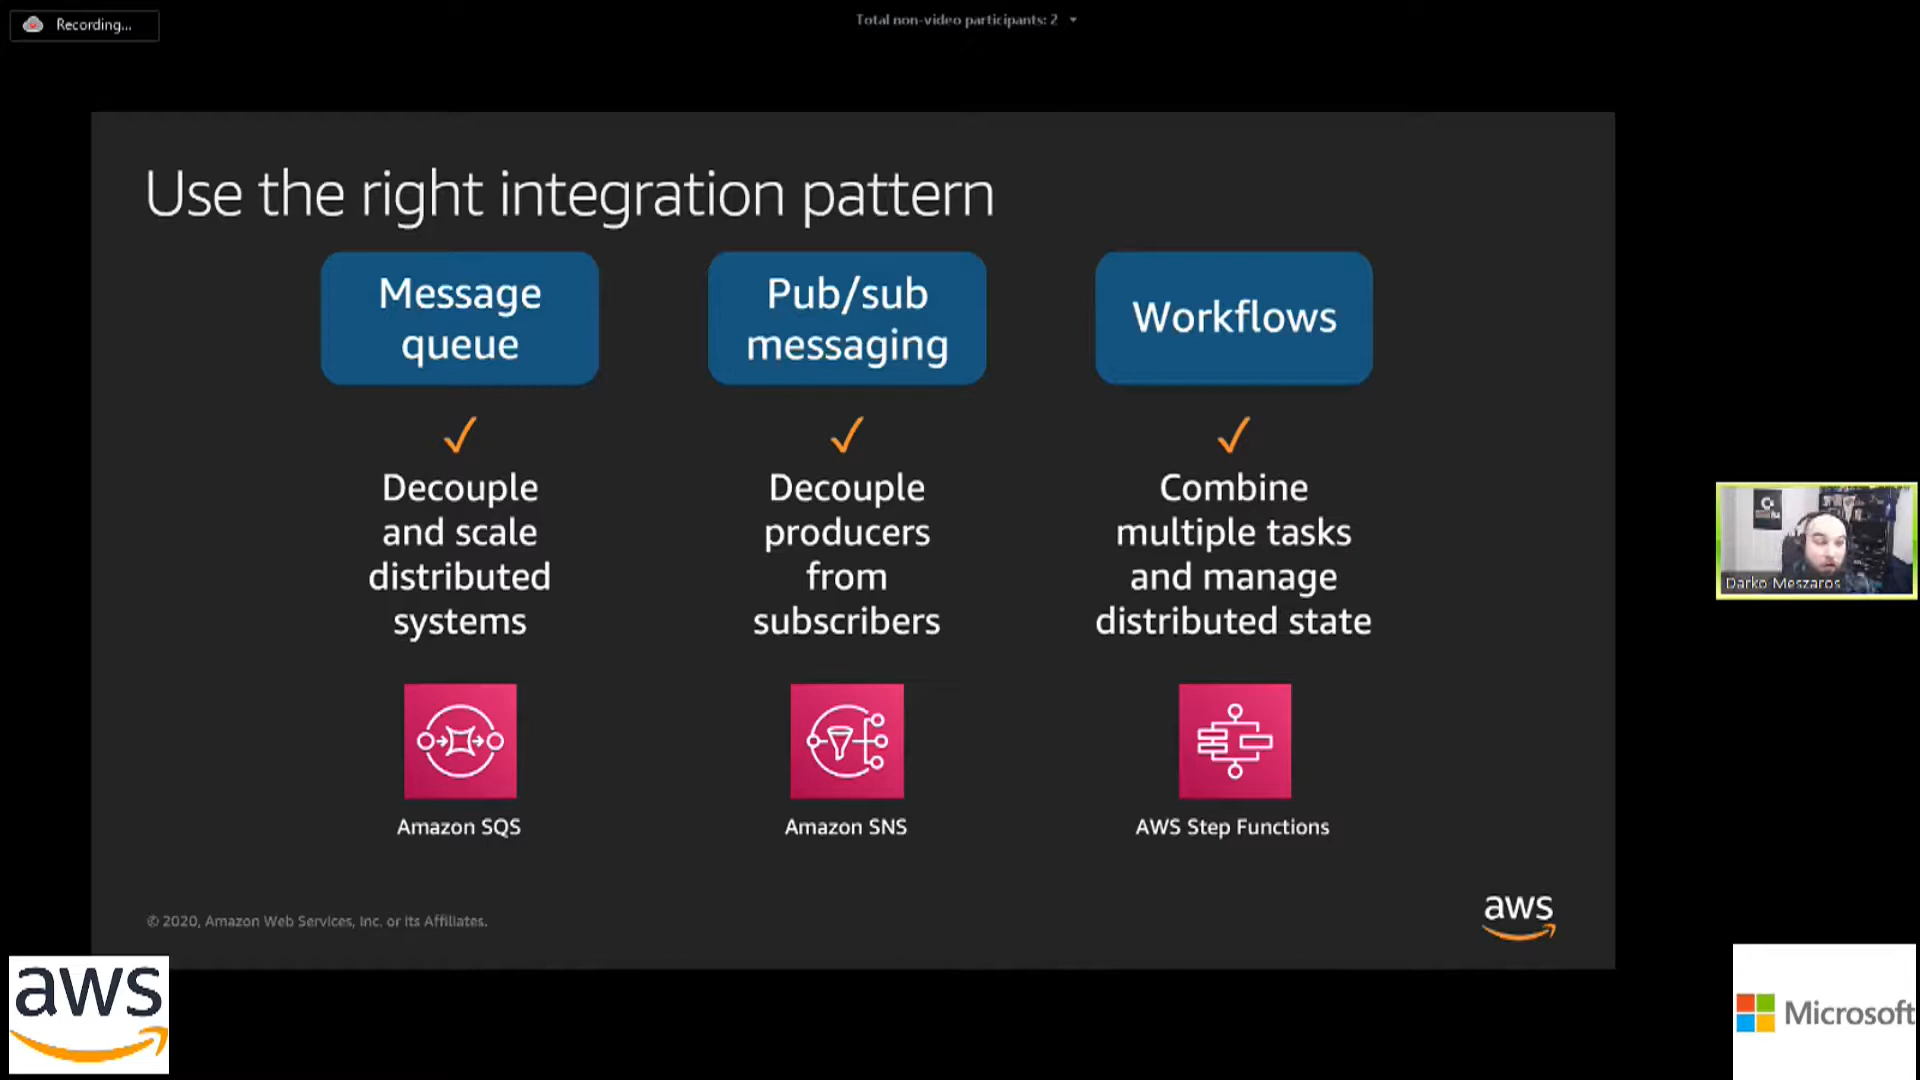 Recording...
Total non-video participants: 2
Use the right integration pattern
Message
queue
Pub/sub
messaging
Workflows
✓
✓
✓
Decouple
and scale
distributed
systems
Decouple
producers
from
subscribers
Combine
multiple tasks
and manage
distributed state
Amazon SQS
Amazon SNS
AWS Step Functions
© 2020, Amazon Web Services, Inc. or its Affiliates.
aws
Darko Meszaros
aws
Microsoft